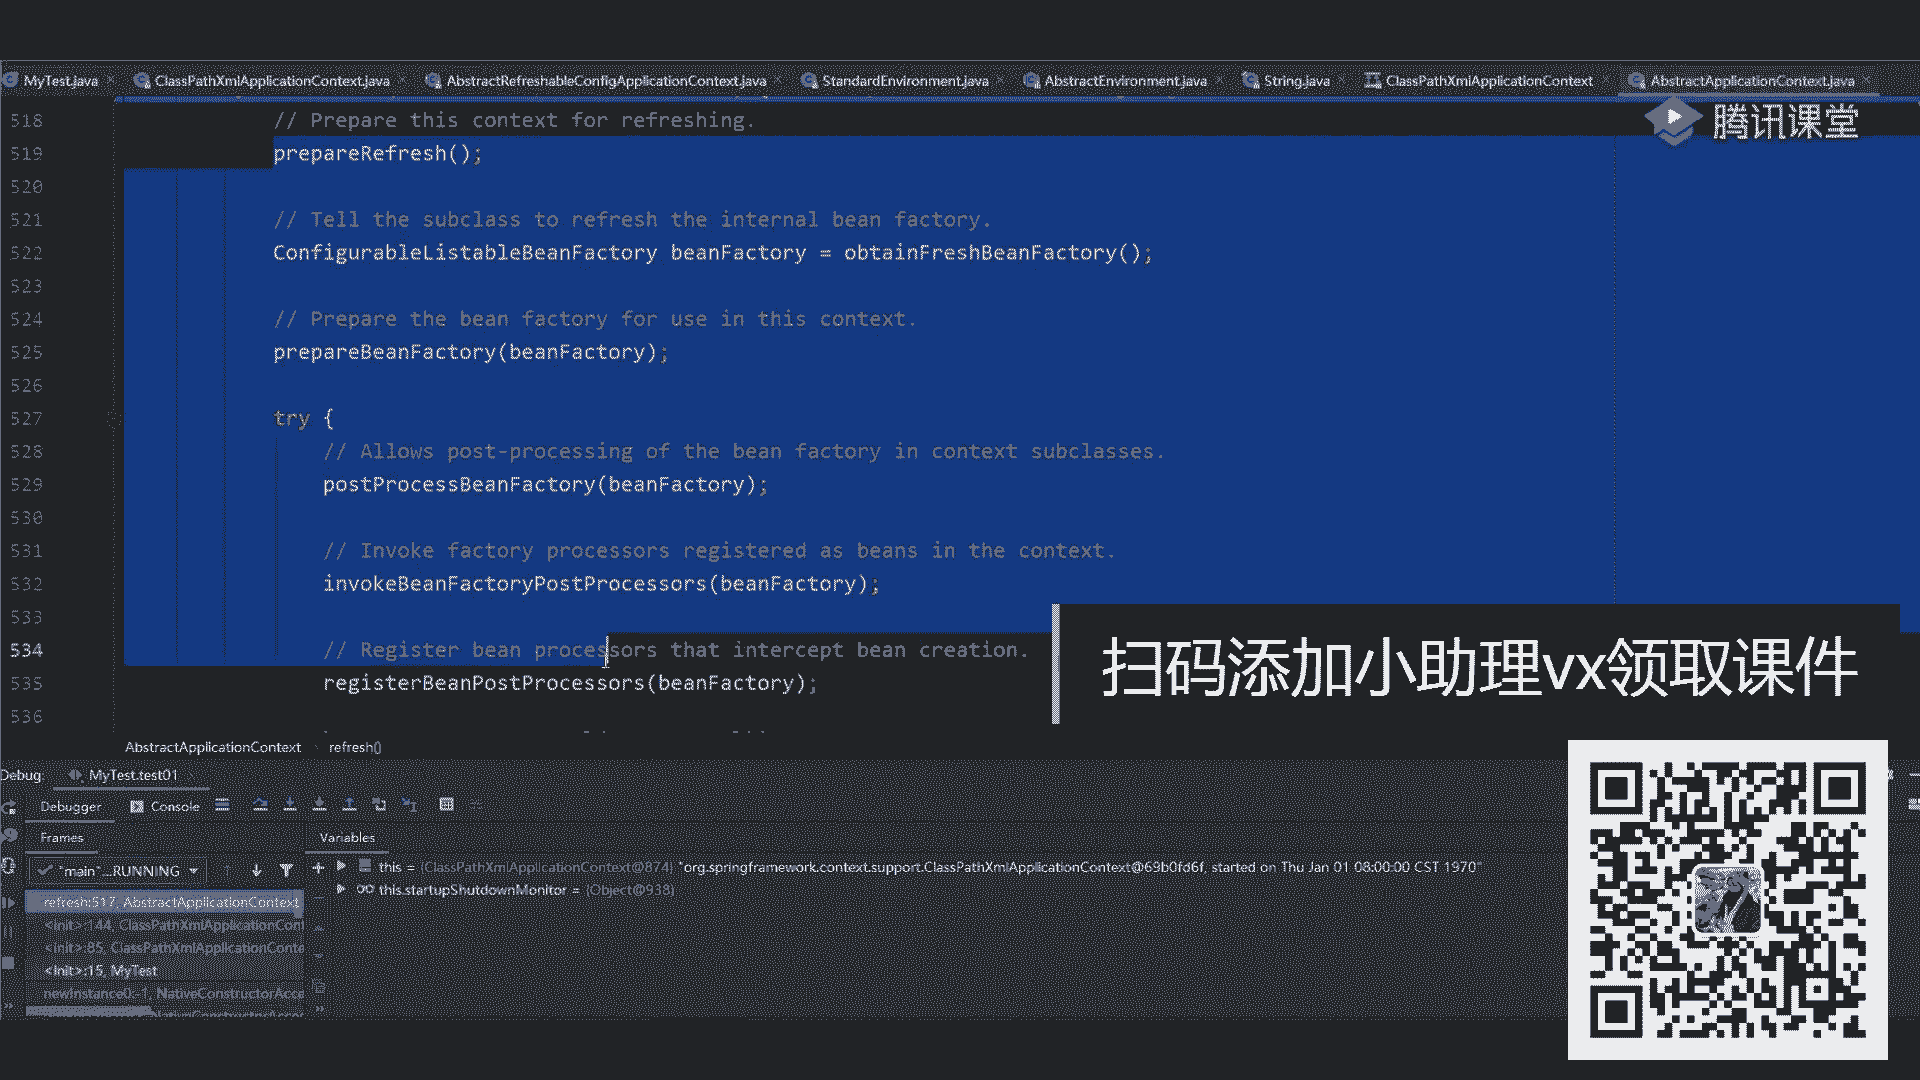 MyTest.java
ClassPathXmlApplicationContext.java
AbstractRefreshableConfigApplicationContext.java
StandardEnvironment.java
AbstractEnvironment.java
String.java
ClassPathXmlApplicationContext
AbstractApplicationContext.java
腾讯课堂
518 // Prepare this context for refreshing.
519 prepareRefresh();
520
521 // Tell the subclass to refresh the internal bean factory.
522 ConfigurableListableBeanFactory beanFactory = obtainFreshBeanFactory();
523
524 // Prepare the bean factory for use in this context.
525 prepareBeanFactory(beanFactory);
526
527 try {
528 // Allows post-processing of the bean factory in context subclasses.
529 postProcessBeanFactory(beanFactory);
530
531 // Invoke factory processors registered as beans in the context.
532 invokeBeanFactoryPostProcessors(beanFactory);
533
534 // Register bean processors that intercept bean creation.
535 registerBeanPostProcessors(beanFactory);
536
扫码添加小助理vx领取课件
AbstractApplicationContext › refresh()
Debug: MyTest.test01
Debugger Console
Frames
Variables
"main"...RUNNING
this = {ClassPathXmlApplicationContext@874} "org.springframework.context.support.ClassPathXmlApplicationContext@69b0fd6f, started on Thu Jan 01 08:00:00 CST 1970"
this.startupShutdownMonitor = {Object@938}
refresh:517, AbstractApplicationContext
<init>:144, ClassPathXmlApplicationCont
<init>:85, ClassPathXmlApplicationConte
<init>:15, MyTest
newInstance0:-1, NativeConstructorAcce